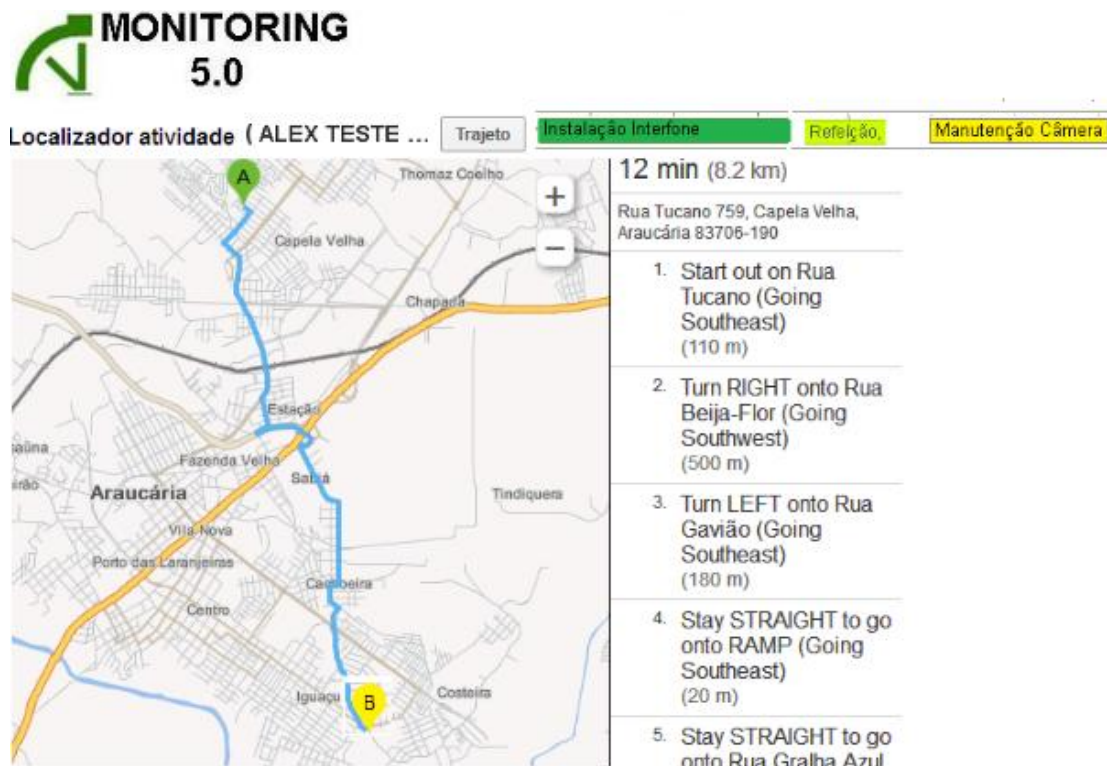 MONITORING
5.0
Localizador atividade ( ALEX TESTE ...
Trajeto
Instalação Interfone
Refeição,
Manutenção Câmera
A
Thomaz Coelho
+
Capela Velha
−
Chapada
Estação
Fazenda Velha
Sabiá
Araucária
Tindiquera
Vila Nova
Porto das Laranjeiras
Cachoeira
Centro
Iguaçu
B
Costeira
12 min (8.2 km)
Rua Tucano 759, Capela Velha,
Araucária 83706-190
1. Start out on Rua
Tucano (Going
Southeast)
(110 m)
2. Turn RIGHT onto Rua
Beija-Flor (Going
Southwest)
(500 m)
3. Turn LEFT onto Rua
Gavião (Going
Southeast)
(180 m)
4. Stay STRAIGHT to go
onto RAMP (Going
Southeast)
(20 m)
5. Stay STRAIGHT to go
onto Rua Gralha Azul